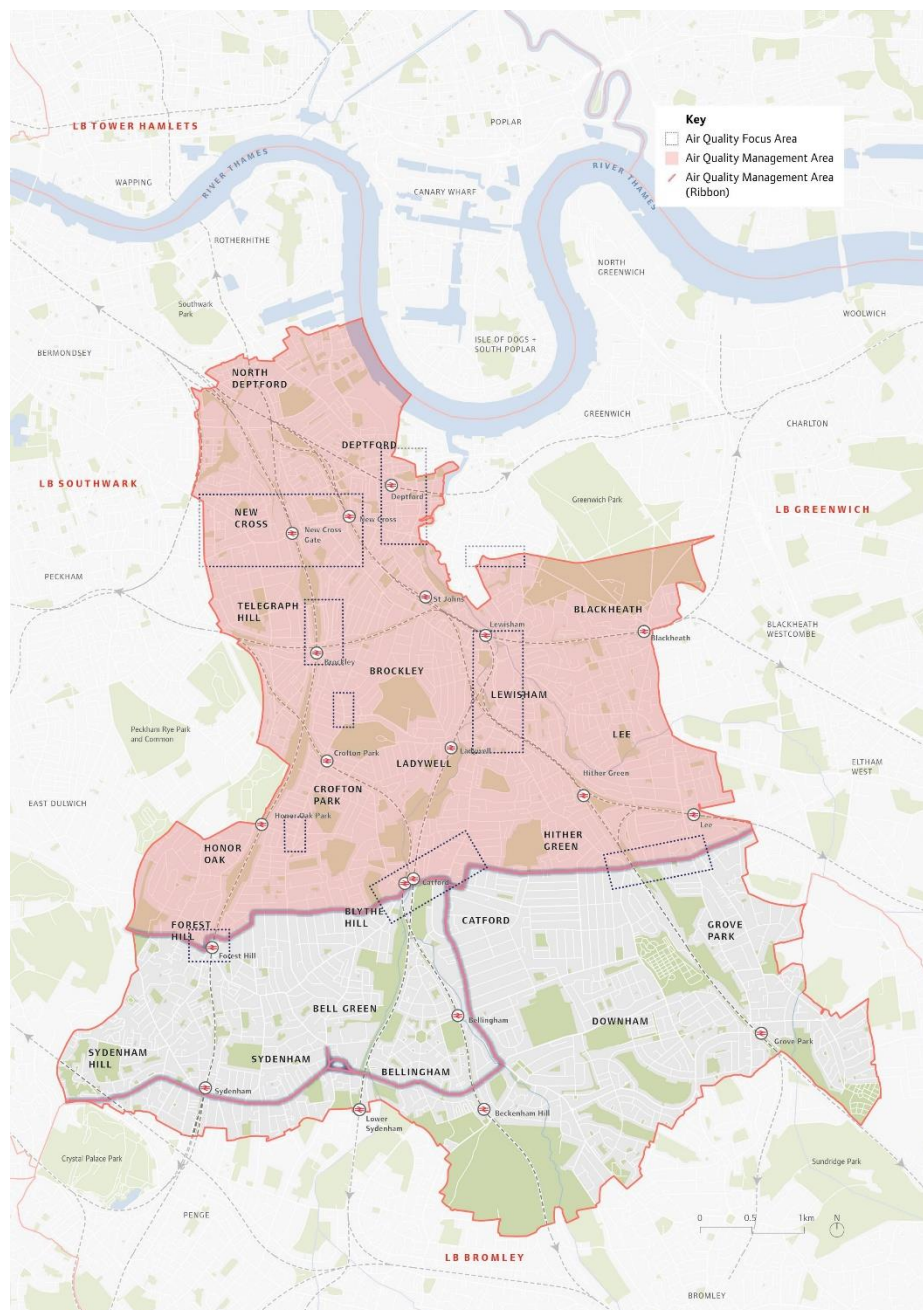 LB TOWER HAMLETS
POPLAR
Key
Air Quality Focus Area
Air Quality Management Area
Air Quality Management Area
(Ribbon)
WAPPING
RIVER THAMES
CANARY WHARF
RIVER THAMES
ROTHERHITHE
NORTH
GREENWICH
Southwark
Park
WOOLWICH
BERMONDSEY
ISLE OF DOGS +
SOUTH POPLAR
NORTH
DEPTFORD
GREENWICH
CHARLTON
DEPTFORD
LB SOUTHWARK
Deptford
Greenwich Park
LB GREENWICH
NEW
CROSS
New Cross
New Cross
Gate
PECKHAM
St Johns
TELEGRAPH
HILL
BLACKHEATH
Lewisham
Blackheath
BLACKHEATH
WESTCOMBE
Brockley
BROCKLEY
LEWISHAM
Peckham Rye Park
and Common
LEE
Crofton Park
Ladywell
LADYWELL
ELTHAM
WEST
Hither Green
CROFTON
PARK
EAST DULWICH
Honor Oak Park
Lee
HITHER
GREEN
HONOR
OAK
Catford
BLYTHE
HILL
CATFORD
FOREST
HILL
GROVE
PARK
Forest Hill
BELL GREEN
Bellingham
DOWNHAM
Grove Park
SYDENHAM
HILL
SYDENHAM
BELLINGHAM
Sydenham
Lower
Sydenham
Beckenham Hill
Crystal Palace Park
Sundridge Park
PENGE
0 0.5 1km N
LB BROMLEY
BROMLEY